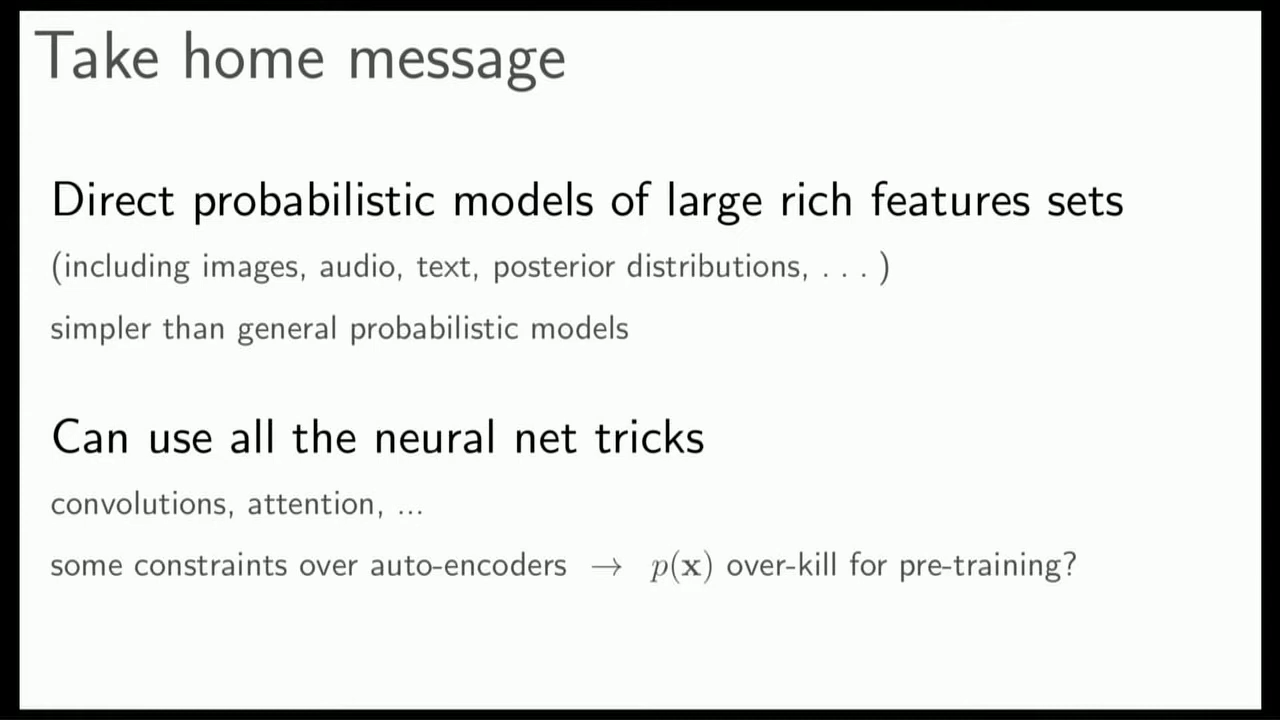 Take home message
Direct probabilistic models of large rich features sets
(including images, audio, text, posterior distributions, . . . )
simpler than general probabilistic models
Can use all the neural net tricks
convolutions, attention, ...
some constraints over auto-encoders → p(x) over-kill for pre-training?